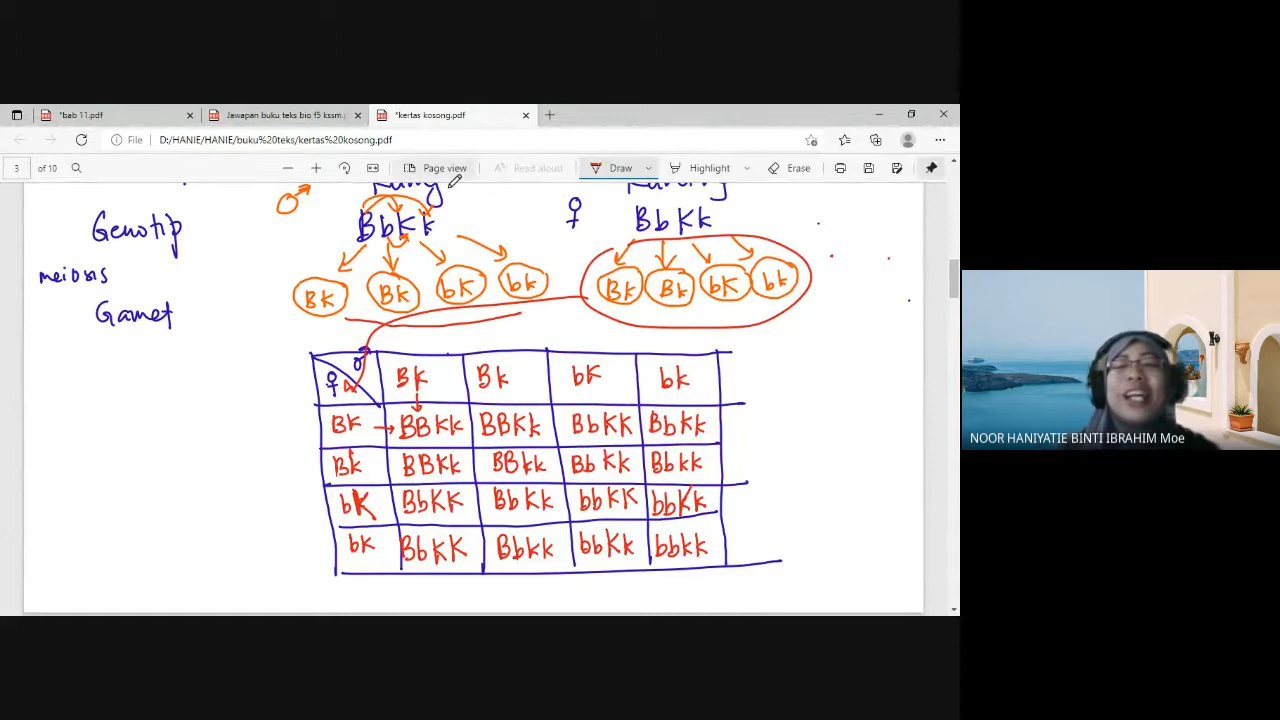 *bab 11.pdf
Jawapan buku teks bio f5 kssm.
*kertas kosong.pdf
File D:/HANIE/HANIE/buku%20teks/kertas%20kosong.pdf
3 of 10 Page view Read aloud Draw Highlight Erase
♂ ♀
Genotip BbKk BbKk
meiosis
Gamet BK Bk bK bk BK Bk bK bk
♀ ♂ BK Bk bK bk
BK BBKK BBKk BbKK BbKk
Bk BBKk BBkk BbKk Bbkk
bK BbKK BbKk bbKK bbKk
bk BbKK Bbkk bbKk bbkk
NOOR HANIYATIE BINTI IBRAHIM Moe